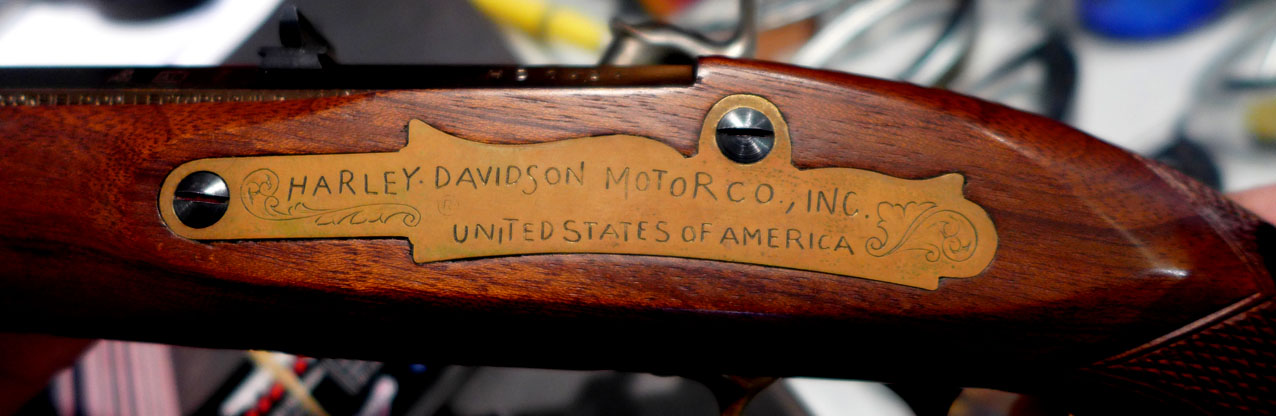 HARLEY-DAVIDSON MOTOR CO., INC.
®
UNITED STATES OF AMERICA